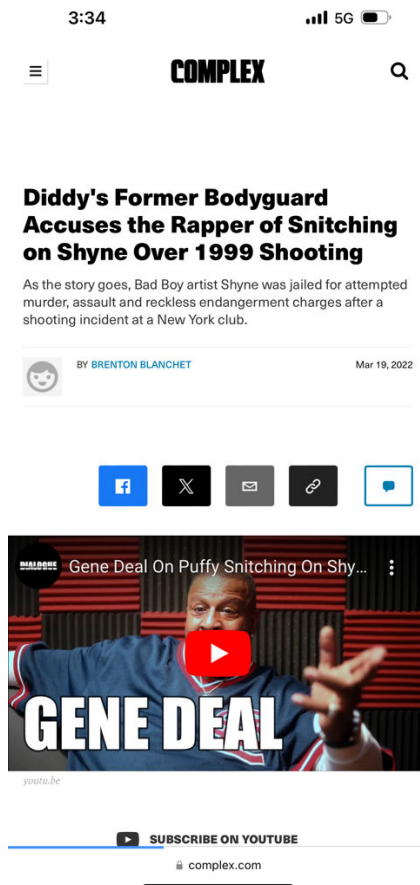 3:34 5G
COMPLEX
Diddy's Former Bodyguard
Accuses the Rapper of Snitching
on Shyne Over 1999 Shooting
As the story goes, Bad Boy artist Shyne was jailed for attempted
murder, assault and reckless endangerment charges after a
shooting incident at a New York club.
BY BRENTON BLANCHET Mar 19, 2022
DIALOGUE Gene Deal On Puffy Snitching On Shy...
GENE DEAL
youtu.be
SUBSCRIBE ON YOUTUBE
complex.com